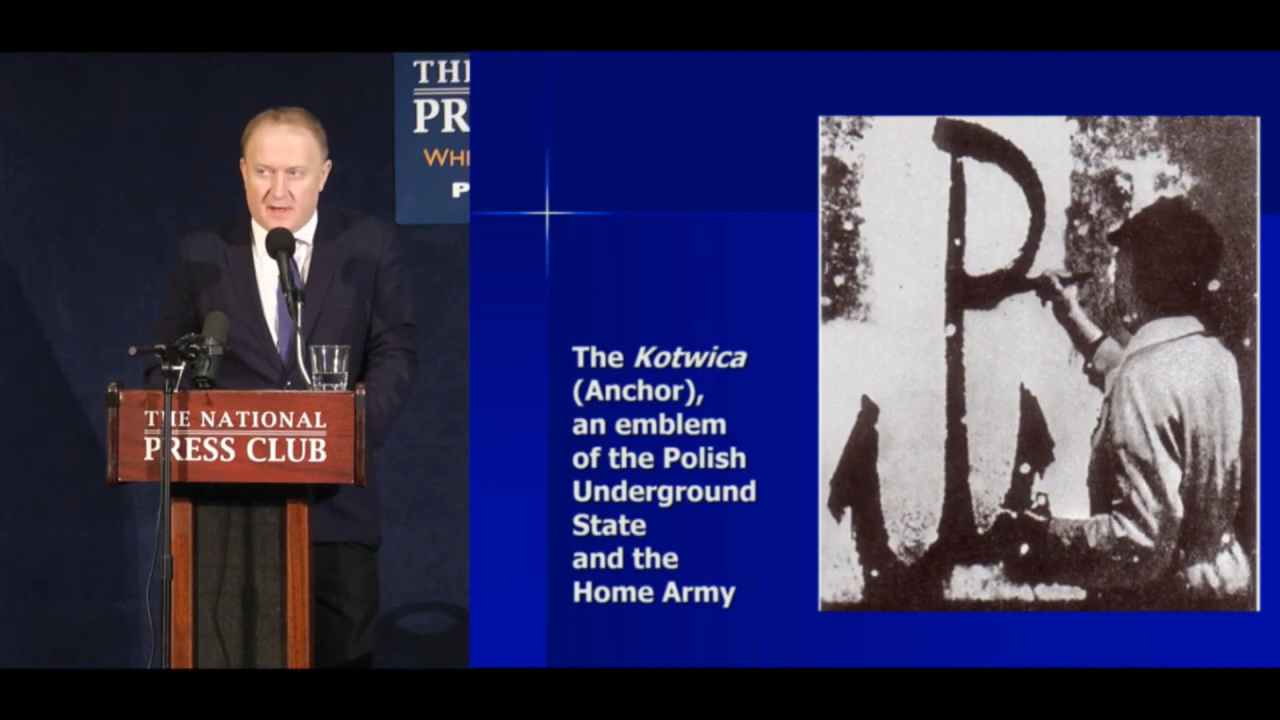 THE
PR
WHE
P
THE NATIONAL
PRESS CLUB
The Kotwica
(Anchor),
an emblem
of the Polish
Underground
State
and the
Home Army